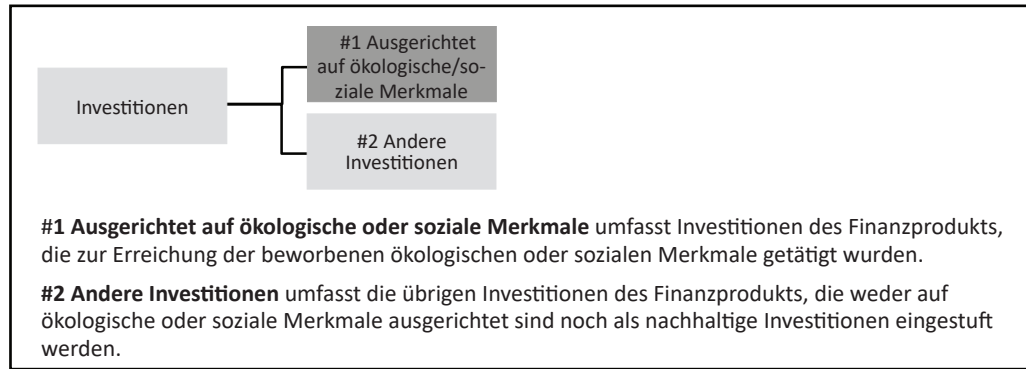 #1 Ausgerichtet
auf ökologische/so-
ziale Merkmale
Investitionen
#2 Andere
Investitionen
#1 Ausgerichtet auf ökologische oder soziale Merkmale umfasst Investitionen des Finanzprodukts,
die zur Erreichung der beworbenen ökologischen oder sozialen Merkmale getätigt wurden.
#2 Andere Investitionen umfasst die übrigen Investitionen des Finanzprodukts, die weder auf
ökologische oder soziale Merkmale ausgerichtet sind noch als nachhaltige Investitionen eingestuft
werden.